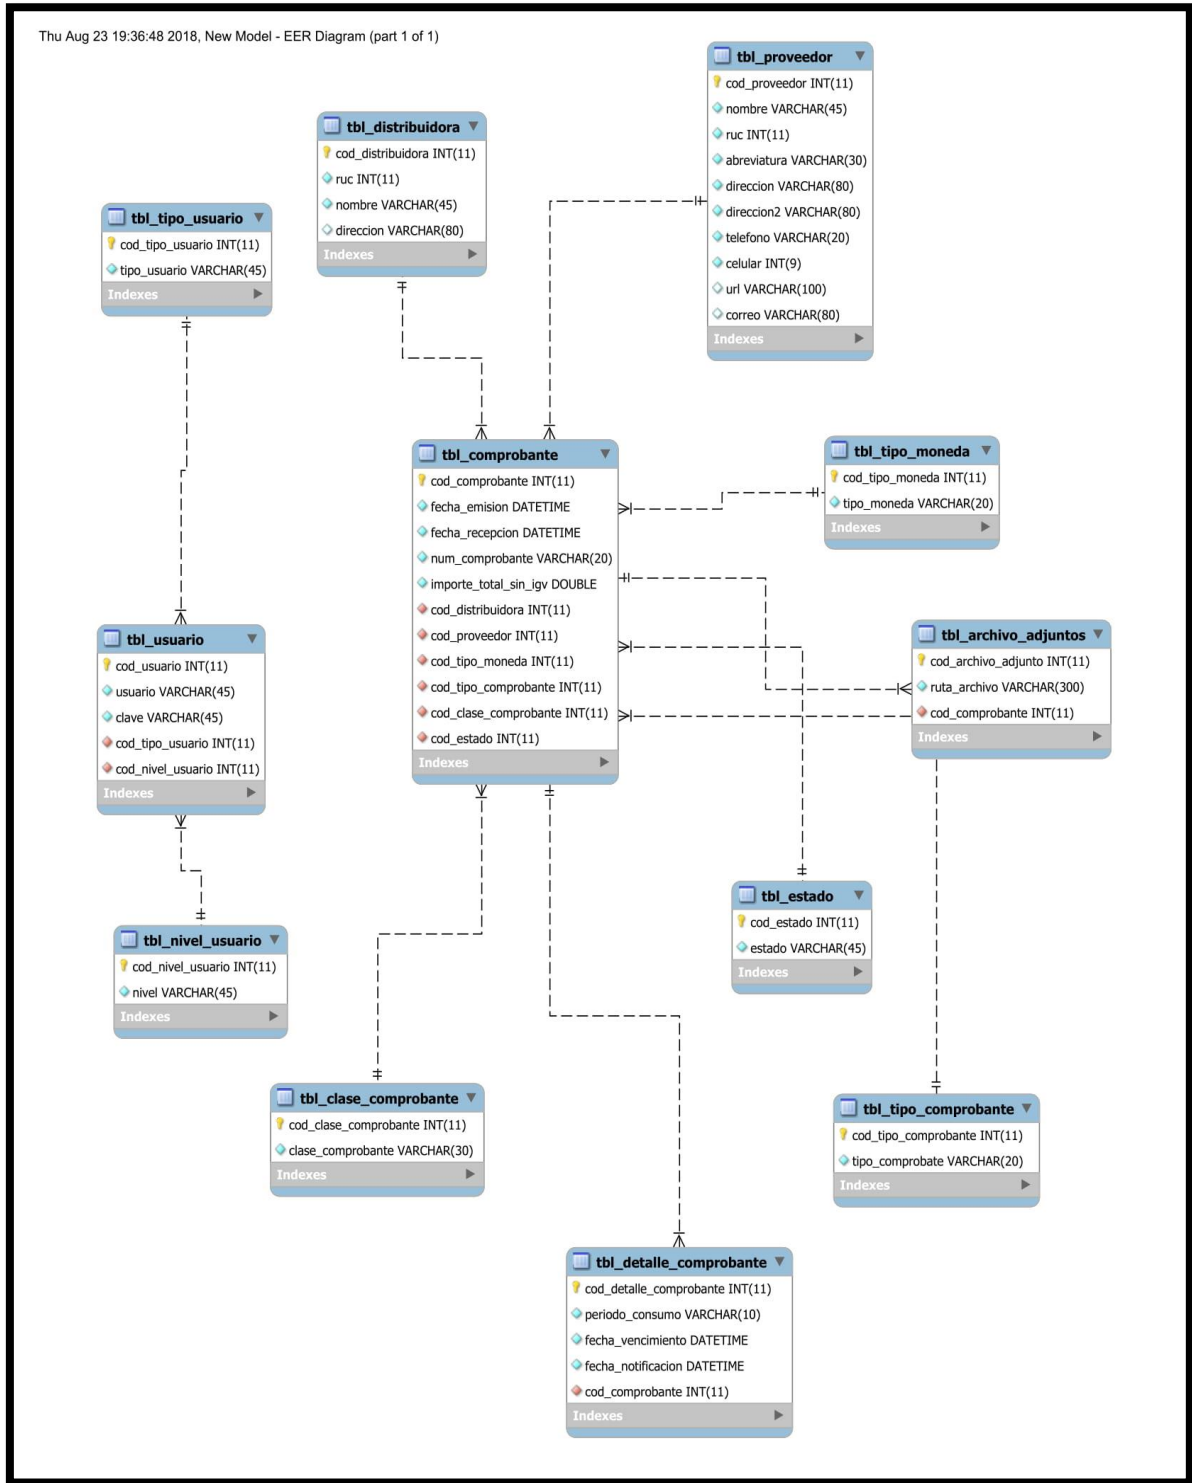 Thu Aug 23 19:36:48 2018, New Model - EER Diagram (part 1 of 1)
tbl_proveedor
cod_proveedor INT(11)
nombre VARCHAR(45)
ruc INT(11)
abreviatura VARCHAR(30)
direccion VARCHAR(80)
direccion2 VARCHAR(80)
telefono VARCHAR(20)
celular INT(9)
url VARCHAR(100)
correo VARCHAR(80)
Indexes
tbl_distribuidora
cod_distribuidora INT(11)
ruc INT(11)
nombre VARCHAR(45)
direccion VARCHAR(80)
Indexes
tbl_tipo_usuario
cod_tipo_usuario INT(11)
tipo_usuario VARCHAR(45)
Indexes
tbl_comprobante
cod_comprobante INT(11)
fecha_emision DATETIME
fecha_recepcion DATETIME
num_comprobante VARCHAR(20)
importe_total_sin_igv DOUBLE
cod_distribuidora INT(11)
cod_proveedor INT(11)
cod_tipo_moneda INT(11)
cod_tipo_comprobante INT(11)
cod_clase_comprobante INT(11)
cod_estado INT(11)
Indexes
tbl_tipo_moneda
cod_tipo_moneda INT(11)
tipo_moneda VARCHAR(20)
Indexes
tbl_usuario
cod_usuario INT(11)
usuario VARCHAR(45)
clave VARCHAR(45)
cod_tipo_usuario INT(11)
cod_nivel_usuario INT(11)
Indexes
tbl_archivo_adjuntos
cod_archivo_adjunto INT(11)
ruta_archivo VARCHAR(300)
cod_comprobante INT(11)
Indexes
tbl_estado
cod_estado INT(11)
estado VARCHAR(45)
Indexes
tbl_nivel_usuario
cod_nivel_usuario INT(11)
nivel VARCHAR(45)
Indexes
tbl_clase_comprobante
cod_clase_comprobante INT(11)
clase_comprobante VARCHAR(30)
Indexes
tbl_tipo_comprobante
cod_tipo_comprobante INT(11)
tipo_comprobate VARCHAR(20)
Indexes
tbl_detalle_comprobante
cod_detalle_comprobante INT(11)
periodo_consumo VARCHAR(10)
fecha_vencimiento DATETIME
fecha_notificacion DATETIME
cod_comprobante INT(11)
Indexes